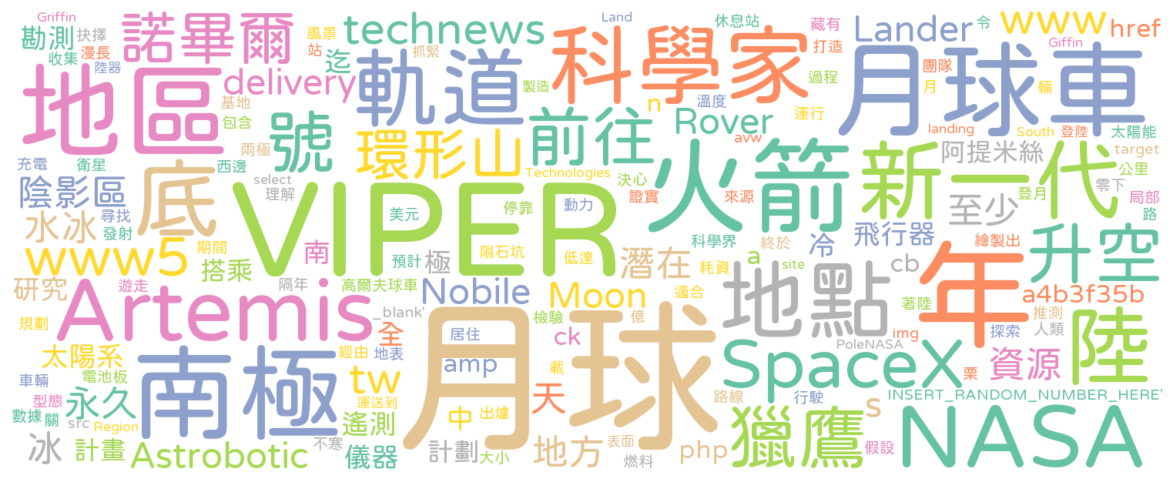 Griffin 抉擇 諾畢爾 風景 technews Land 休息站 藏有 令 www href
勘測 站 迄 抓緊 科學家 打造 Lander Giffin
收集 漫長 軌道 過程 團隊 月球車
地區 陸器 delivery 製造 n 溫度 運行 月 輛
基地 號 環形山 前往 Rover landing South 登陸 太陽能
包含 兩極 avw 阿提米絲 target
充電 衛星 西邊 Technologies 火箭 新一代 公里
陰影區 底 select 理解 VIPER 決心 證實 來源 至少 登月 零下 局部
水冰 尋找 發射 美元 停靠 動力 路
www5 期間 南 預計 隕石坑 科學界 終於 冷 飛行器 繪製出 升空
搭乘 極 低達 潛在 耗資 a site cb 年
研究 遊走 隔年 高爾夫球車 Nobile Moon 適合 地點 著陸 a4b3f35b
Artemis _blank' 全 檢驗 億 img 推測
規劃 居住 ck PoleNASA 探索 人類 陸
太陽系 南極 經由 地表 amp 載 月球 SpaceX 栗 資源
車輛 電池板 tw 天 路線 行駛 INSERT_RANDOM_NUMBER_HERE'
型態 永久 運送到 中 出爐 s
數據 關 src Region 遙測 表面 獵鷹 NASA
冰 計畫 Astrobotic 不寒 儀器 計劃 大小 地方 燃料 php 假設